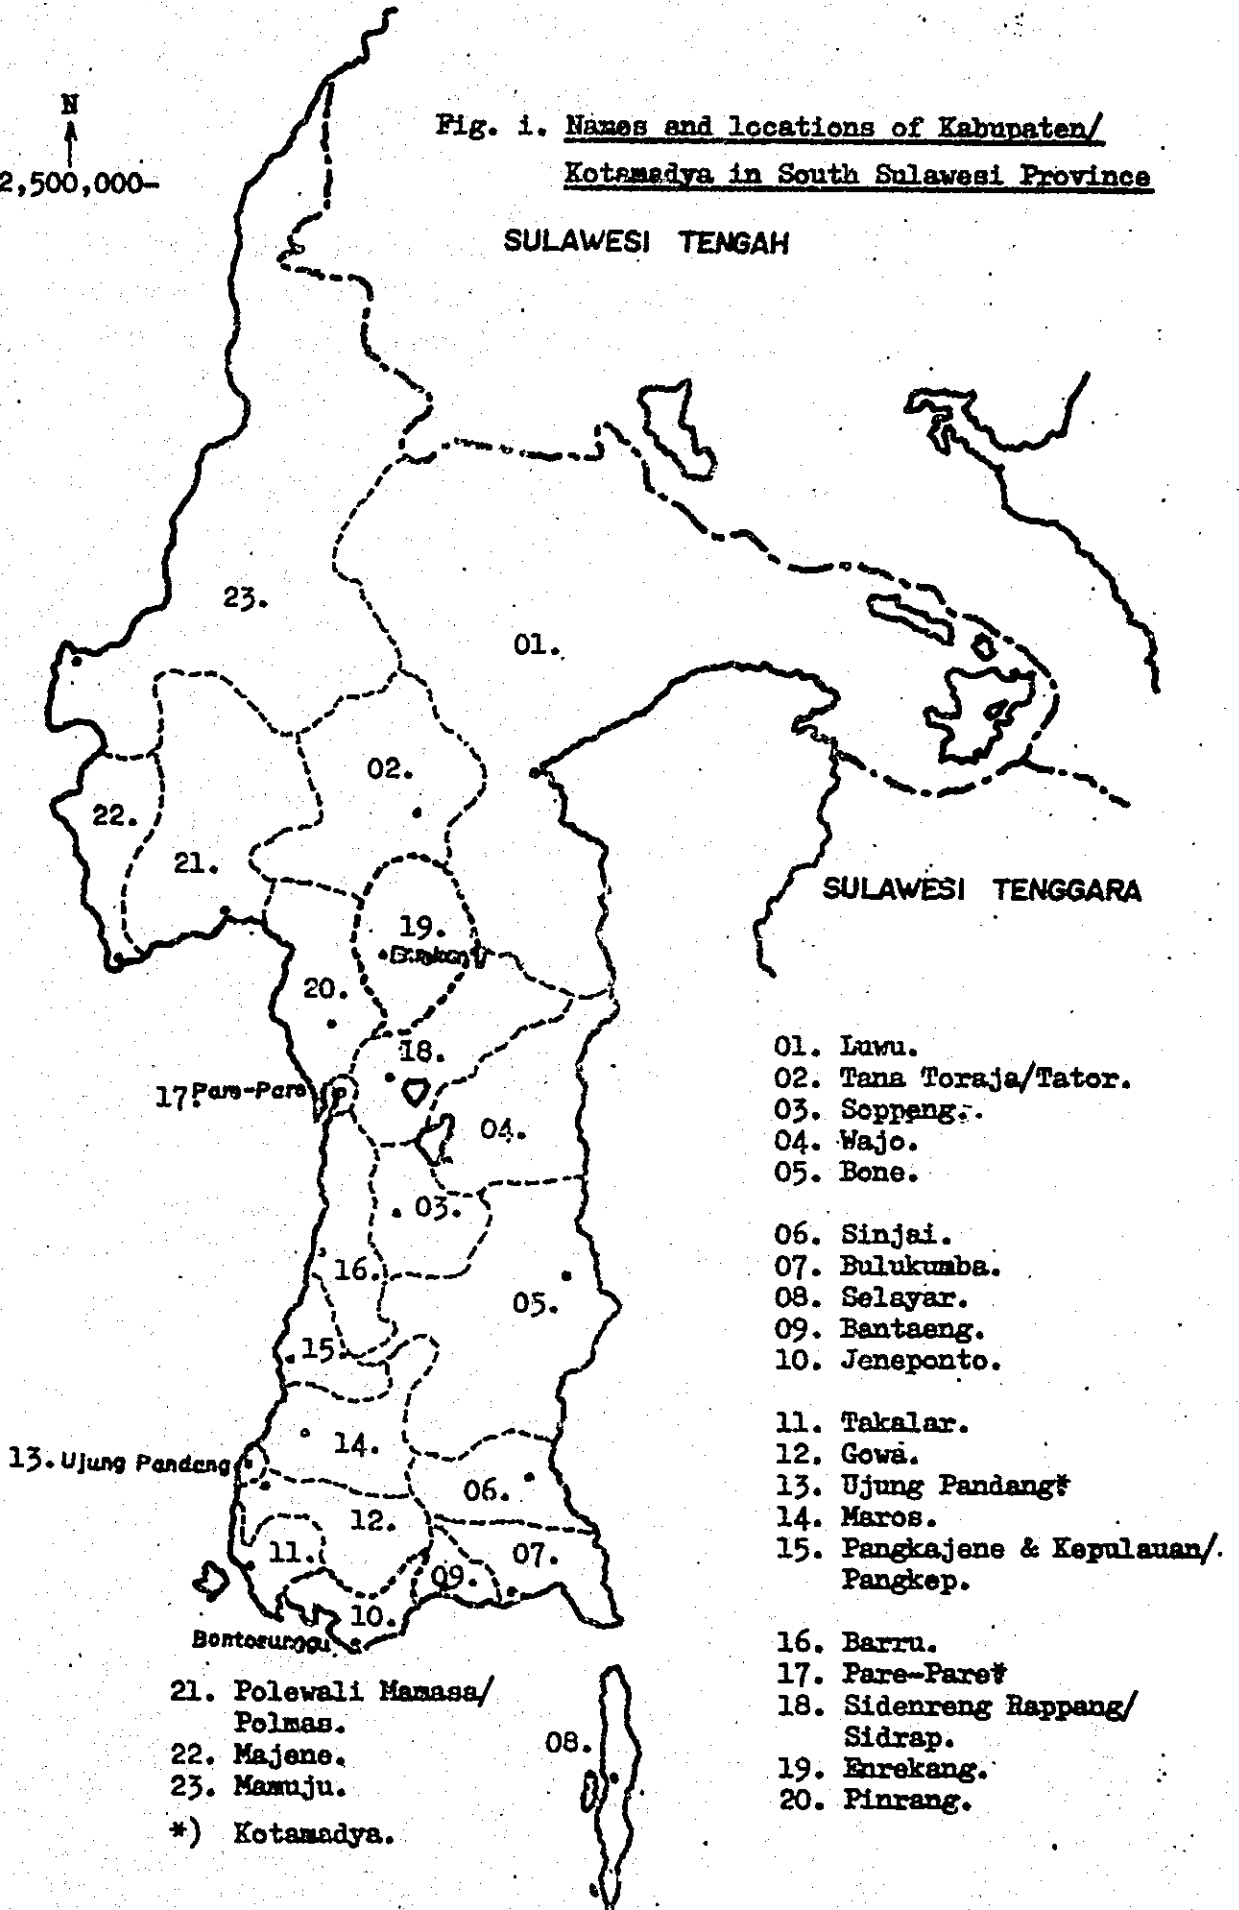 N
2,500,000-
Fig. i. Names and locations of Kabupaten/
Kotamadya in South Sulawesi Province
SULAWESI TENGAH
23.
01.
02.
22.
21.
SULAWESI TENGGARA
19.
Enrekang
20.
18.
17. Pare-Pare
04.
03.
16.
05.
15.
14.
13. Ujung Pandang
06.
12.
11.
07.
09.
10.
Bontosunggu
08.
01. Luwu.
02. Tana Toraja/Tator.
03. Soppeng.
04. Wajo.
05. Bone.
06. Sinjai.
07. Bulukumba.
08. Selayar.
09. Bantaeng.
10. Jeneponto.
11. Takalar.
12. Gowa.
13. Ujung Pandang*
14. Maros.
15. Pangkajene & Kepulauan/
Pangkep.
16. Barru.
17. Pare-Pare*
18. Sidenreng Rappang/
Sidrap.
19. Enrekang.
20. Pinrang.
21. Polewali Mamasa/
Polmas.
22. Majene.
23. Mamuju.
*) Kotamadya.